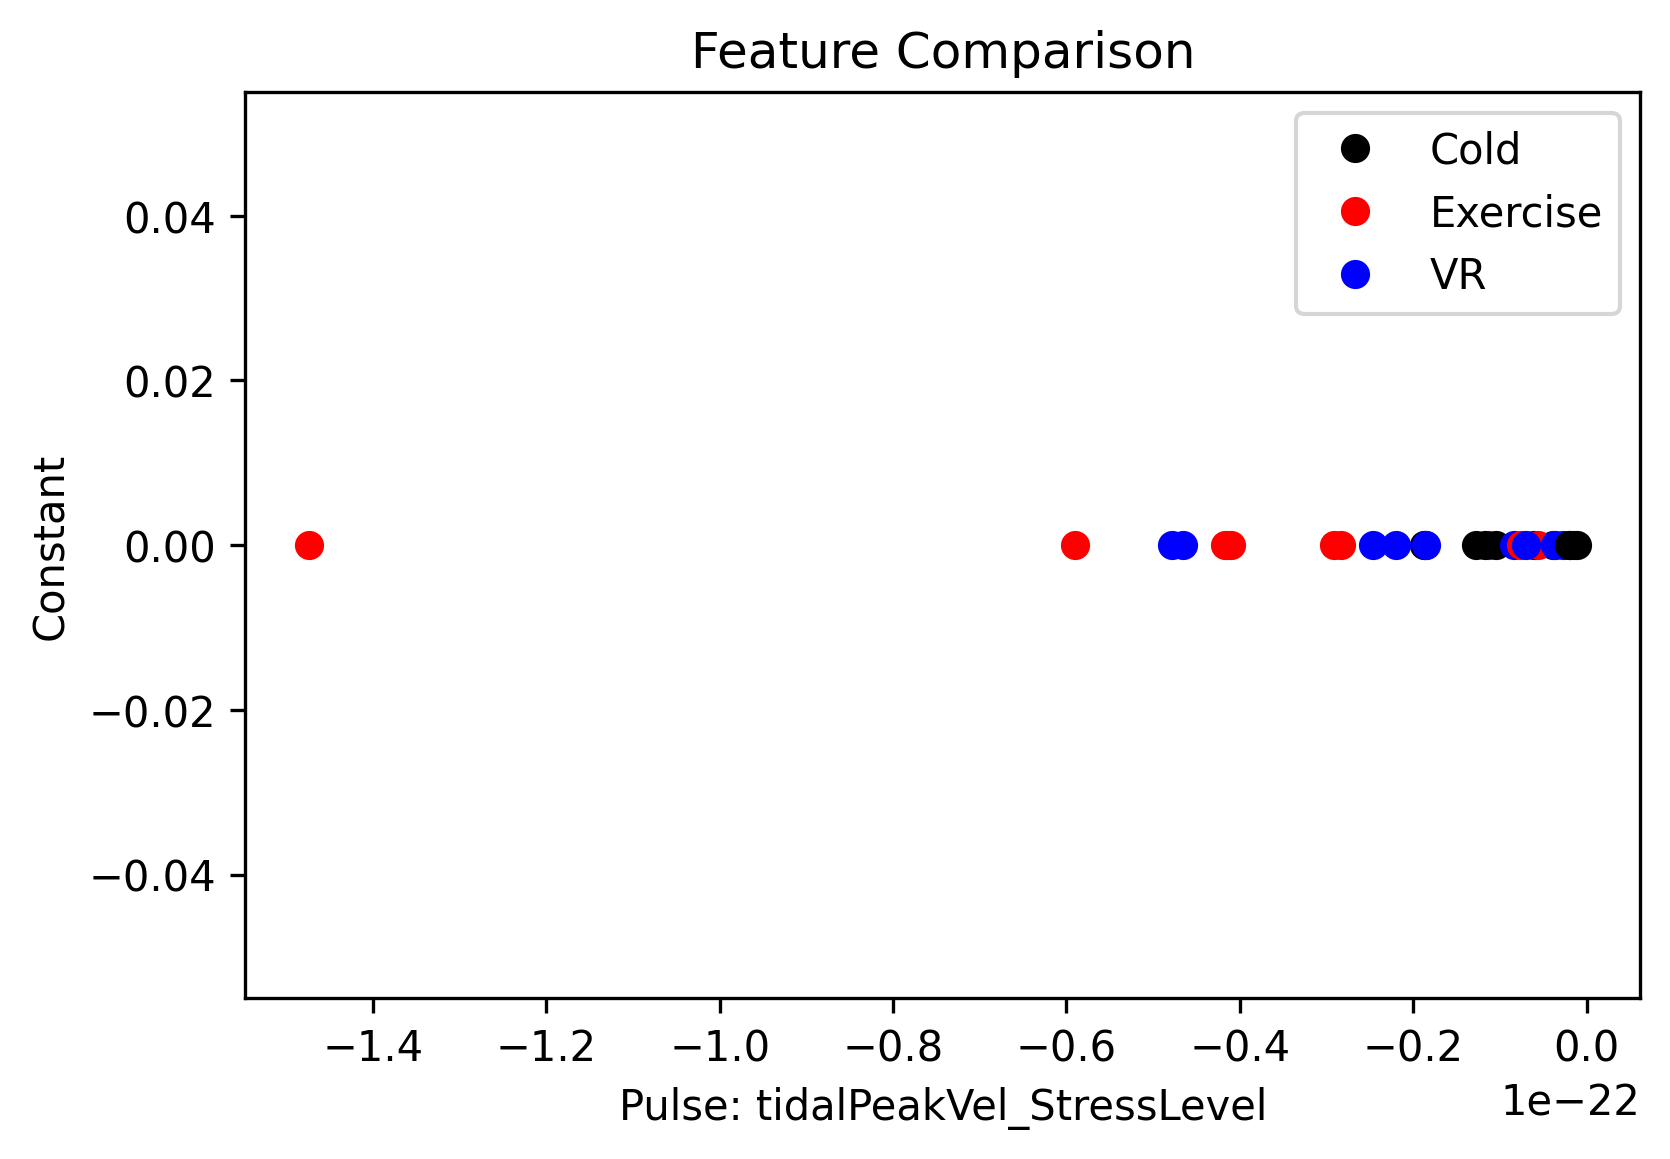 Feature Comparison
Cold
Exercise
VR
0.04
0.02
0.00
−0.02
−0.04
Constant
−1.4 −1.2 −1.0 −0.8 −0.6 −0.4 −0.2 0.0
Pulse: tidalPeakVel_StressLevel
1e−22